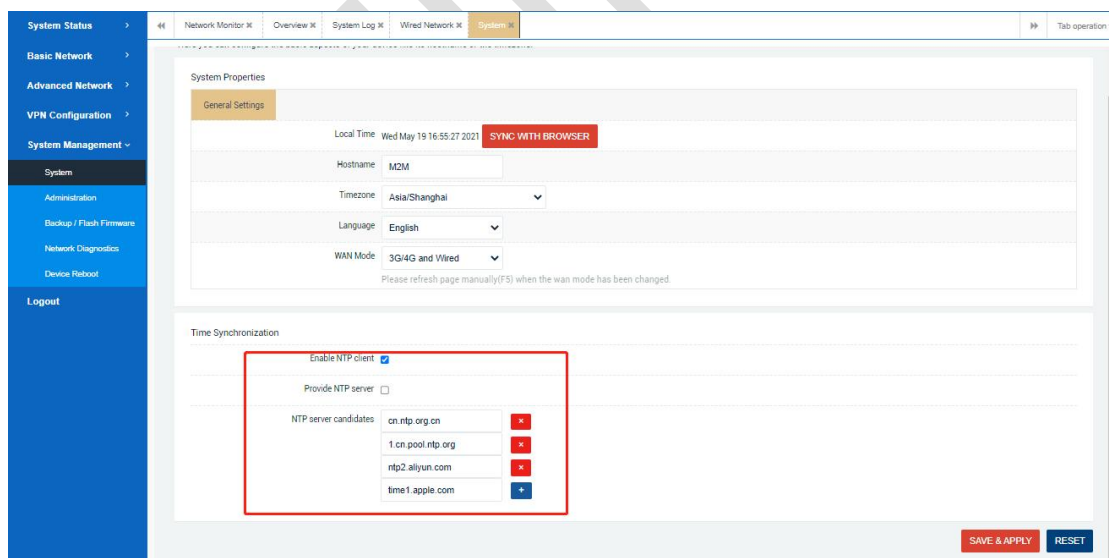 System Status
Basic Network
Advanced Network
VPN Configuration
System Management
System
Administration
Backup / Flash Firmware
Network Diagnostics
Device Reboot
Logout
Network Monitor Overview System Log Wired Network System Tab operation
System Properties
General Settings
Local Time Wed May 19 16:55:27 2021 SYNC WITH BROWSER
Hostname M2M
Timezone Asia/Shanghai
Language English
WAN Mode 3G/4G and Wired
Please refresh page manually(F5) when the wan mode has been changed.
Time Synchronization
Enable NTP client
Provide NTP server
NTP server candidates cn.ntp.org.cn
1.cn.pool.ntp.org
ntp2.aliyun.com
time1.apple.com
SAVE & APPLY RESET